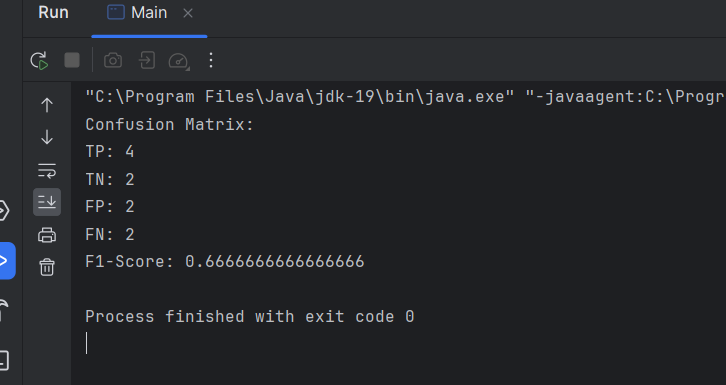 Run Main
"C:\Program Files\Java\jdk-19\bin\java.exe" "-javaagent:C:\Progr
Confusion Matrix:
TP: 4
TN: 2
FP: 2
FN: 2
F1-Score: 0.6666666666666666
Process finished with exit code 0